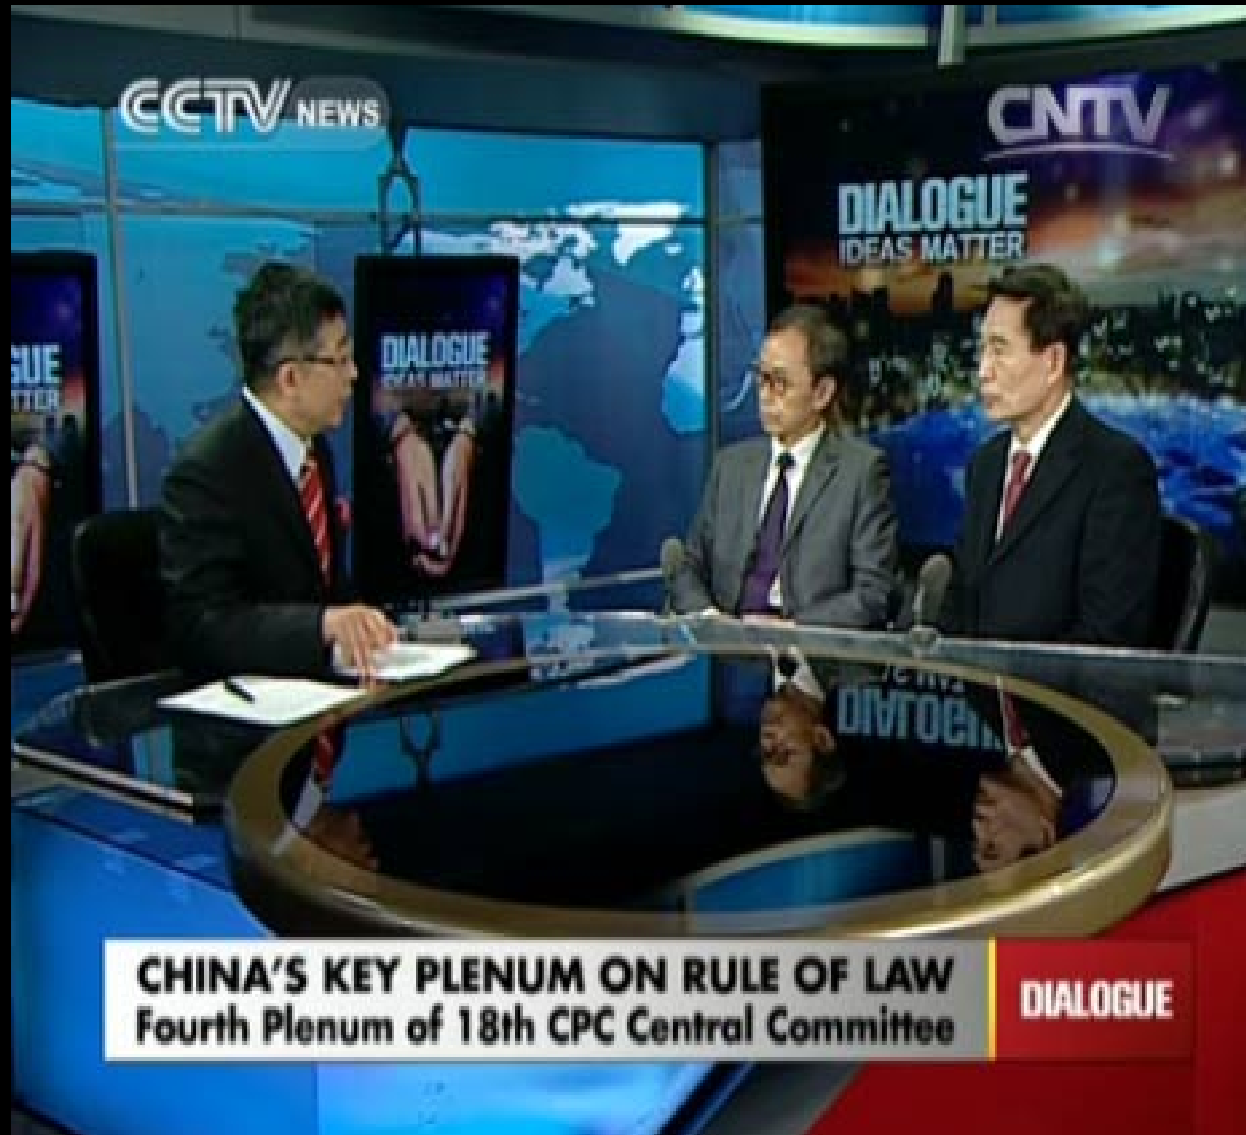 CCTV NEWS
CNTV
DIALOGUE
IDEAS MATTER
DIALOGUE
IDEAS MATTER
GUE
TTER
CHINA'S KEY PLENUM ON RULE OF LAW
Fourth Plenum of 18th CPC Central Committee
DIALOGUE